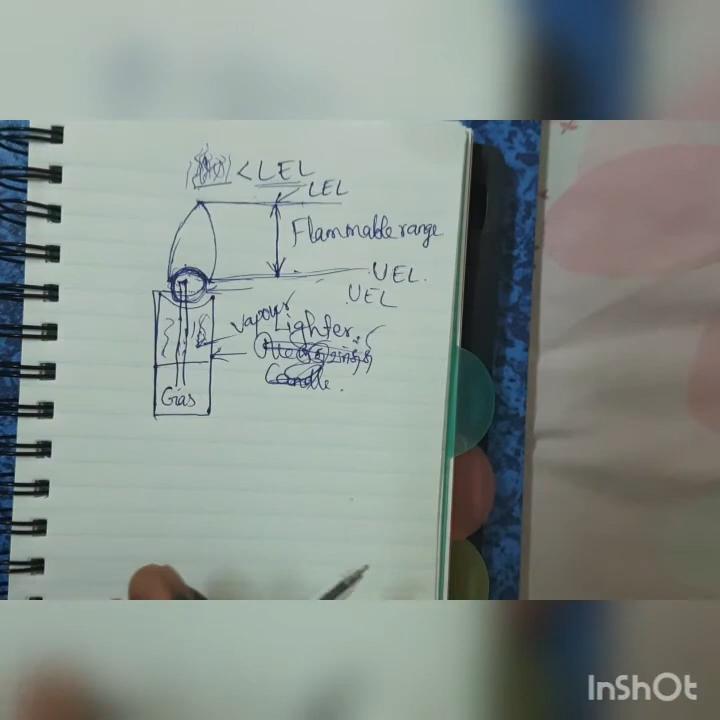 < LEL
LEL
Flammable range
UEL.
UEL
Vapour
Lighter.
Candle.
Gas
InShOt